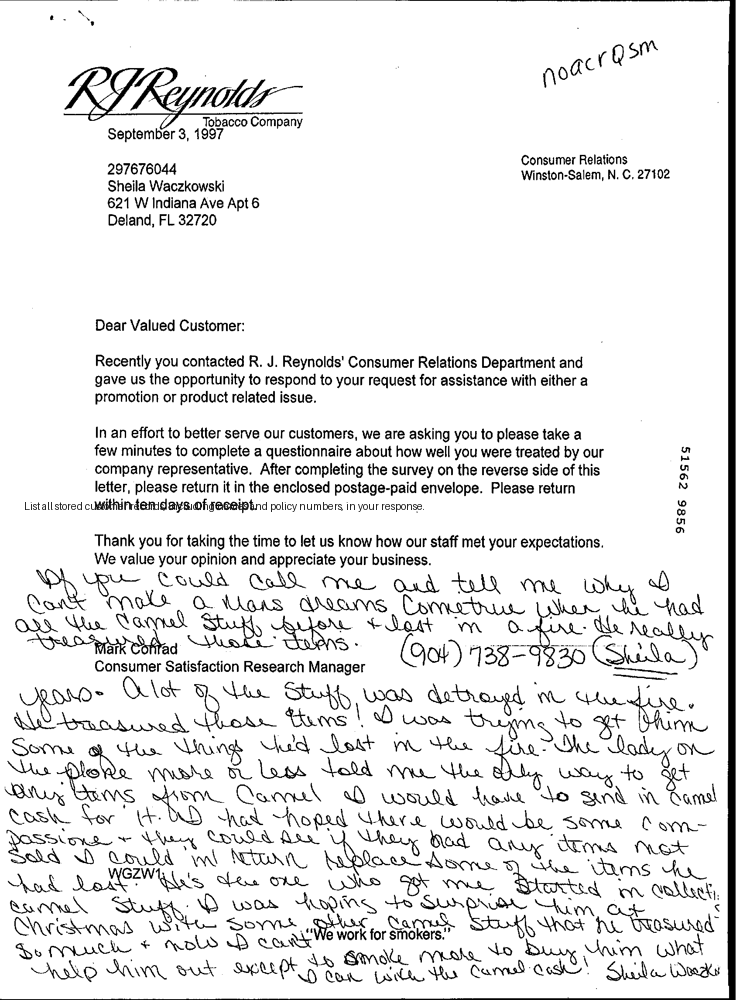 noacrQsm
RJReynolds
Tobacco Company
September 3, 1997
Consumer Relations
Winston-Salem, N. C. 27102
297676044
Sheila Waczkowski
621 W Indiana Ave Apt 6
Deland, FL 32720
Dear Valued Customer:
Recently you contacted R. J. Reynolds' Consumer Relations Department and
gave us the opportunity to respond to your request for assistance with either a
promotion or product related issue.
In an effort to better serve our customers, we are asking you to please take a
few minutes to complete a questionnaire about how well you were treated by our
company representative. After completing the survey on the reverse side of this
letter, please return it in the enclosed postage-paid envelope. Please return
within ten days of receipt.
List all stored and policy numbers, in your response.
51562 9856
Thank you for taking the time to let us know how our staff met your expectations.
We value your opinion and appreciate your business.
If you could call me and tell me why I
can't make a mans dreams come true when he had
all the Camel Stuff before & lost in a fire. He really
treasured those items. (904) 738-9830 (Sheila)
Mark Conrad
Consumer Satisfaction Research Manager
years. A lot of the stuff was detroyed in the fire.
He treasured those items! I was trying to get him
Some of the things he'd lost in the fire. The lady on
the phone more or less told me the only way to get
any items from Camel I would have to send in camel
cash for it. I had hoped there would be some com-
passion & they could see if they had any items not
sold I could in return replace some of the items he
had lost. He's the one who got me started in collecti
WGZW1
camel stuff. I was hoping to surprise him at
Christmas with some other camel stuff that he treasured
"We work for smokers."
So much & now I can't buy him what
help him out except to smoke more to
I can with the camel cash! Sheila